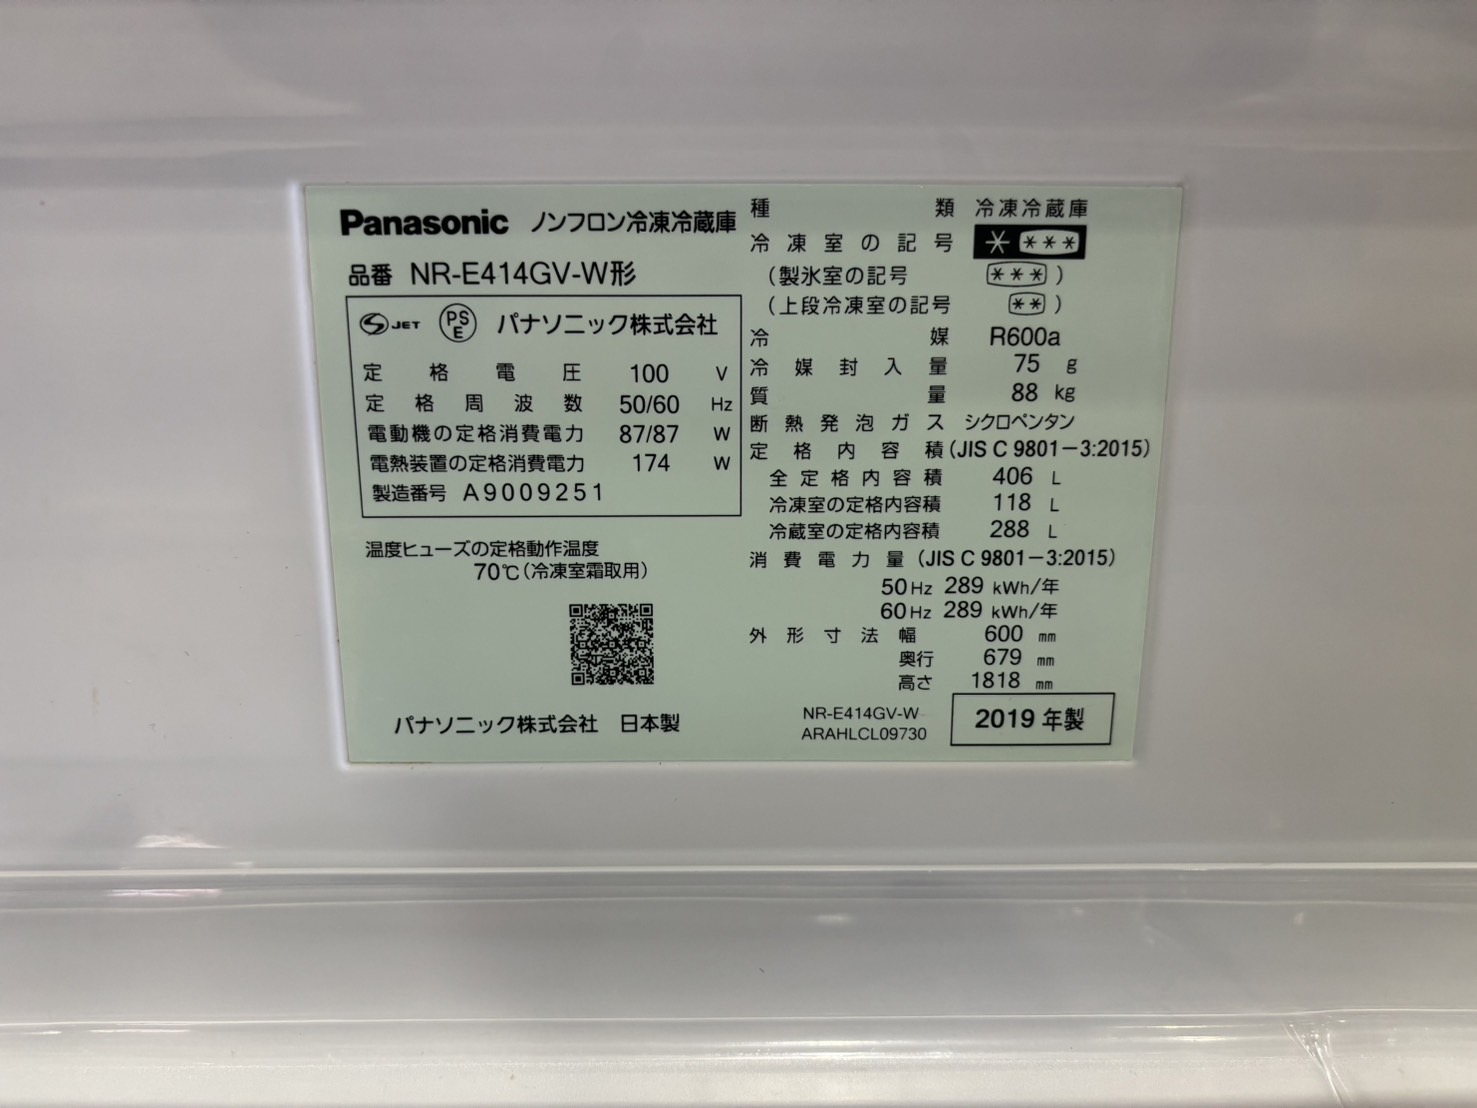 Panasonic ノンフロン冷凍冷蔵庫
品番 NR-E414GV-W形
S JET PS E パナソニック株式会社
定格電圧 100 V
定格周波数 50/60 Hz
電動機の定格消費電力 87/87 W
電熱装置の定格消費電力 174 W
製造番号 A9009251
温度ヒューズの定格動作温度
70℃(冷凍室霜取用)
パナソニック株式会社 日本製
種類 冷凍冷蔵庫
冷凍室の記号 * ***
(製氷室の記号 ***)
(上段冷凍室の記号 **)
冷媒 R600a
冷媒封入量 75 g
質量 88 kg
断熱発泡ガス シクロペンタン
定格内容積(JIS C 9801-3:2015)
全定格内容積 406 L
冷凍室の定格内容積 118 L
冷蔵室の定格内容積 288 L
消費電力量(JIS C 9801-3:2015)
50Hz 289 kWh/年
60Hz 289 kWh/年
外形寸法 幅 600 mm
奥行 679 mm
高さ 1818 mm
NR-E414GV-W
ARAHLCL09730
2019年製